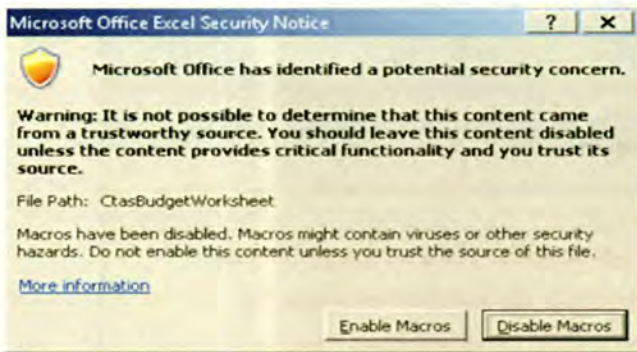 Microsoft Office Excel Security Notice
? X
Microsoft Office has identified a potential security concern.
Warning: It is not possible to determine that this content came
from a trustworthy source. You should leave this content disabled
unless the content provides critical functionality and you trust its
source.
File Path: CtasBudgetWorksheet
Macros have been disabled. Macros might contain viruses or other security
hazards. Do not enable this content unless you trust the source of this file.
More information
Enable Macros Disable Macros